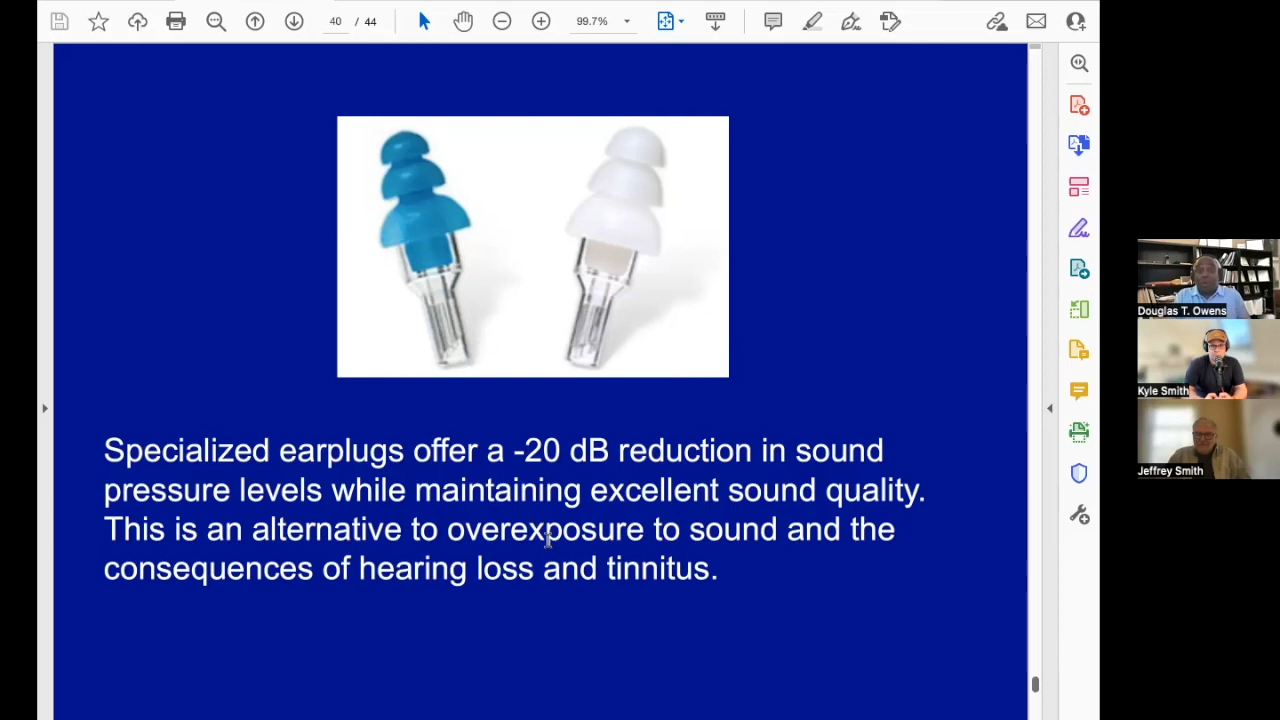 40 / 44
99.7%
Specialized earplugs offer a -20 dB reduction in sound
pressure levels while maintaining excellent sound quality.
This is an alternative to overexposure to sound and the
consequences of hearing loss and tinnitus.
Douglas T. Owens
Kyle Smith
Jeffrey Smith